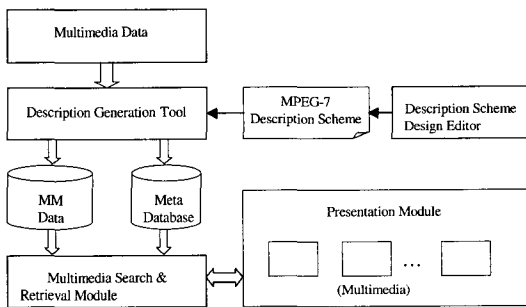 Multimedia Data
Description Generation Tool
MPEG-7
Description Scheme
Description Scheme
Design Editor
MM
Data
Meta
Database
Presentation Module
...
(Multimedia)
Multimedia Search &
Retrieval Module